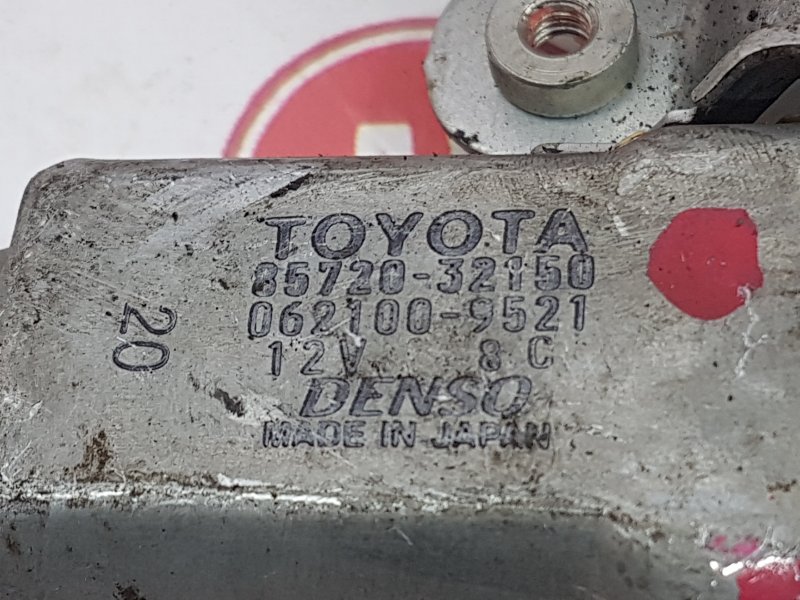 TOYOTA
85720-32150
062100-9521
12V 8C
DENSO
MADE IN JAPAN
20